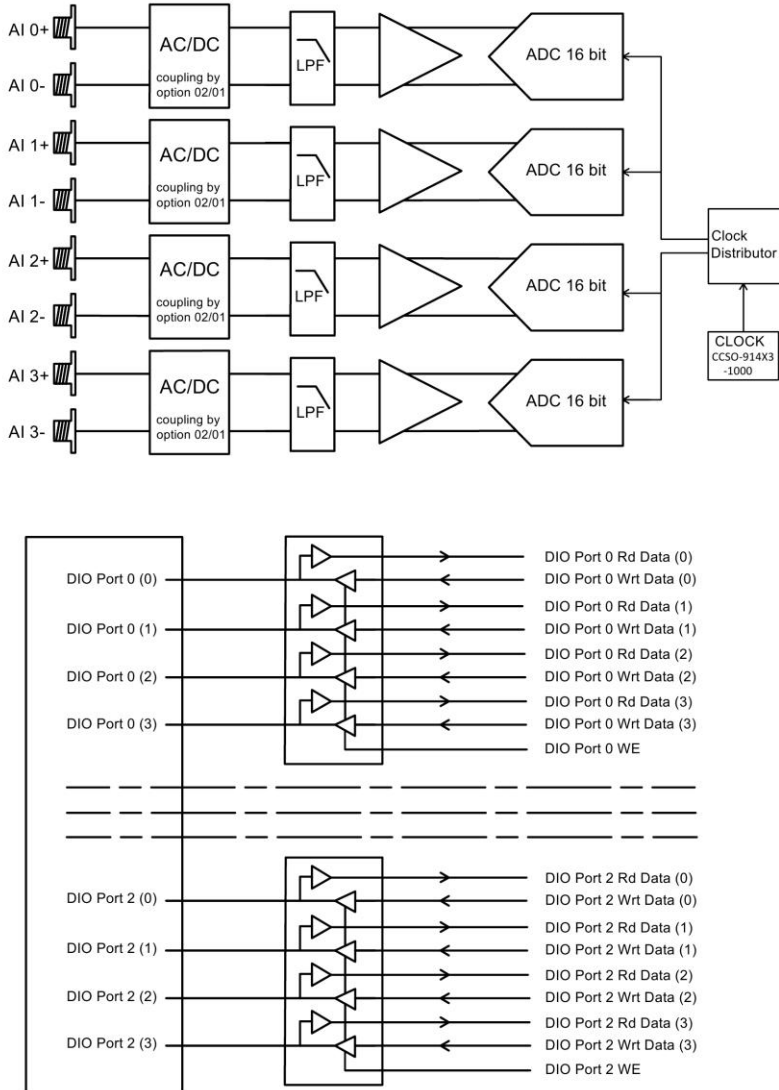 AI 0+
AC/DC
coupling by
option 02/01
LPF
ADC 16 bit
AI 0-
AI 1+
AC/DC
coupling by
option 02/01
LPF
ADC 16 bit
AI 1-
Clock
Distributor
AI 2+
AC/DC
coupling by
option 02/01
LPF
ADC 16 bit
AI 2-
CLOCK
CCSO-914X3
-1000
AI 3+
AC/DC
coupling by
option 02/01
LPF
ADC 16 bit
AI 3-
DIO Port 0 Rd Data (0)
DIO Port 0 (0)
DIO Port 0 Wrt Data (0)
DIO Port 0 Rd Data (1)
DIO Port 0 (1)
DIO Port 0 Wrt Data (1)
DIO Port 0 Rd Data (2)
DIO Port 0 (2)
DIO Port 0 Wrt Data (2)
DIO Port 0 Rd Data (3)
DIO Port 0 (3)
DIO Port 0 Wrt Data (3)
DIO Port 0 WE
DIO Port 2 Rd Data (0)
DIO Port 2 (0)
DIO Port 2 Wrt Data (0)
DIO Port 2 Rd Data (1)
DIO Port 2 (1)
DIO Port 2 Wrt Data (1)
DIO Port 2 Rd Data (2)
DIO Port 2 (2)
DIO Port 2 Wrt Data (2)
DIO Port 2 Rd Data (3)
DIO Port 2 (3)
DIO Port 2 Wrt Data (3)
DIO Port 2 WE